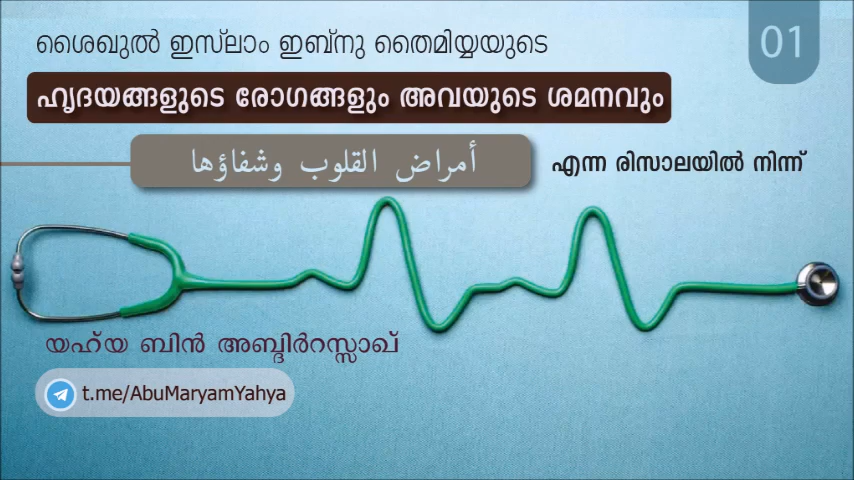 01
ശൈഖുൽ ഇസ്‌ലാം ഇബ്നു തൈമിയ്യയുടെ
ഹൃദയങ്ങളുടെ രോഗങ്ങളും അവയുടെ ശമനവും
أمراض القلوب وشفاؤها
എന്ന രിസാലയിൽ നിന്ന്
യഹ്‌യ ബിൻ അബ്ദിർറസ്സാഖ്
t.me/AbuMaryamYahya